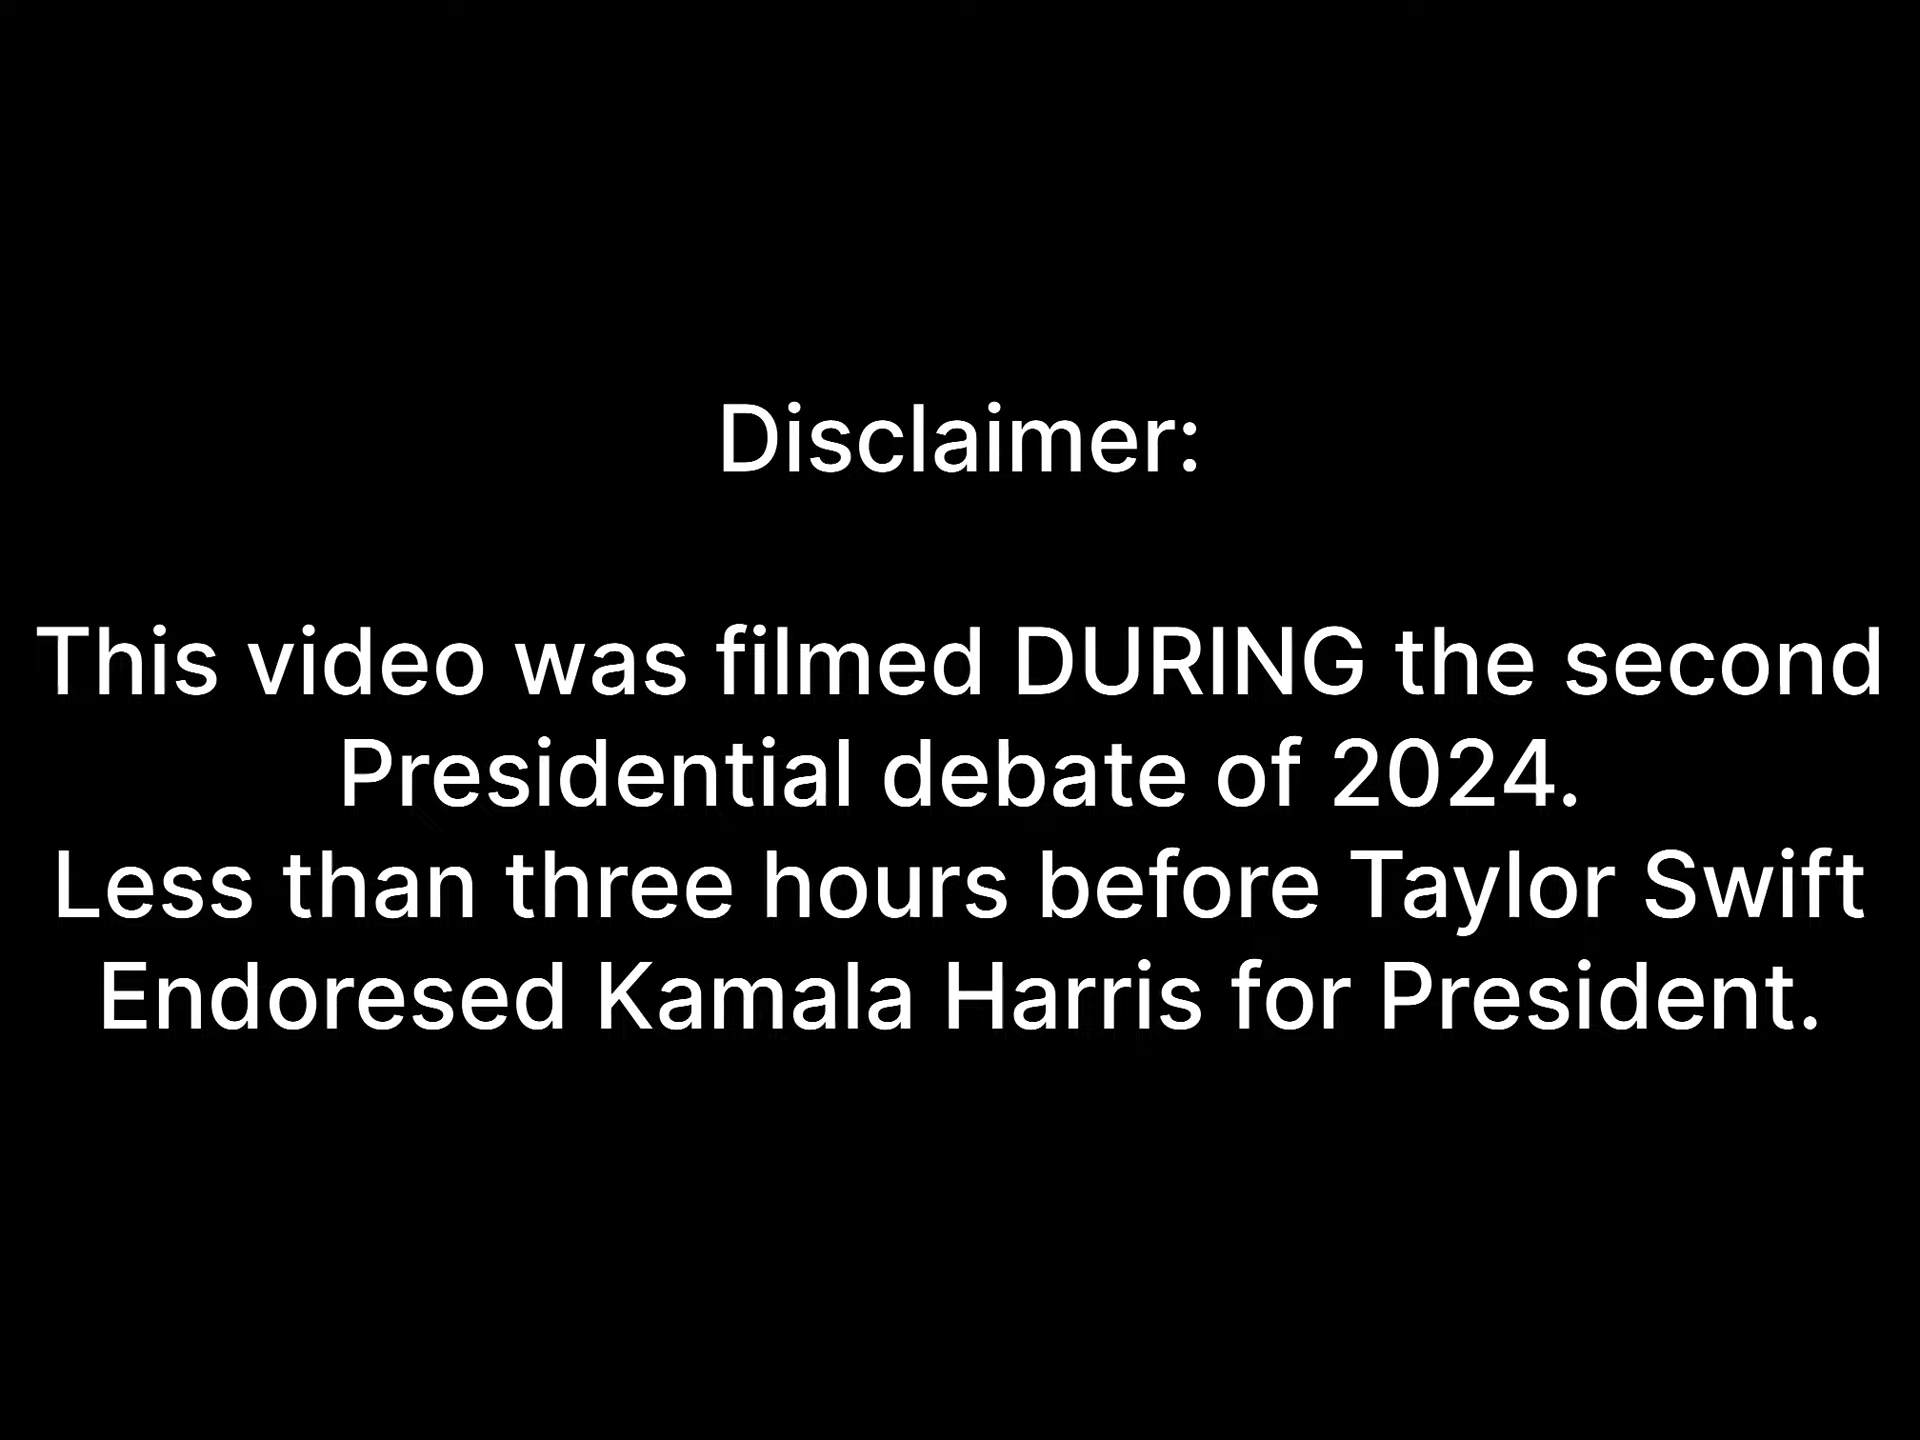 Disclaimer:
This video was filmed DURING the second
Presidential debate of 2024.
Less than three hours before Taylor Swift
Endoresed Kamala Harris for President.